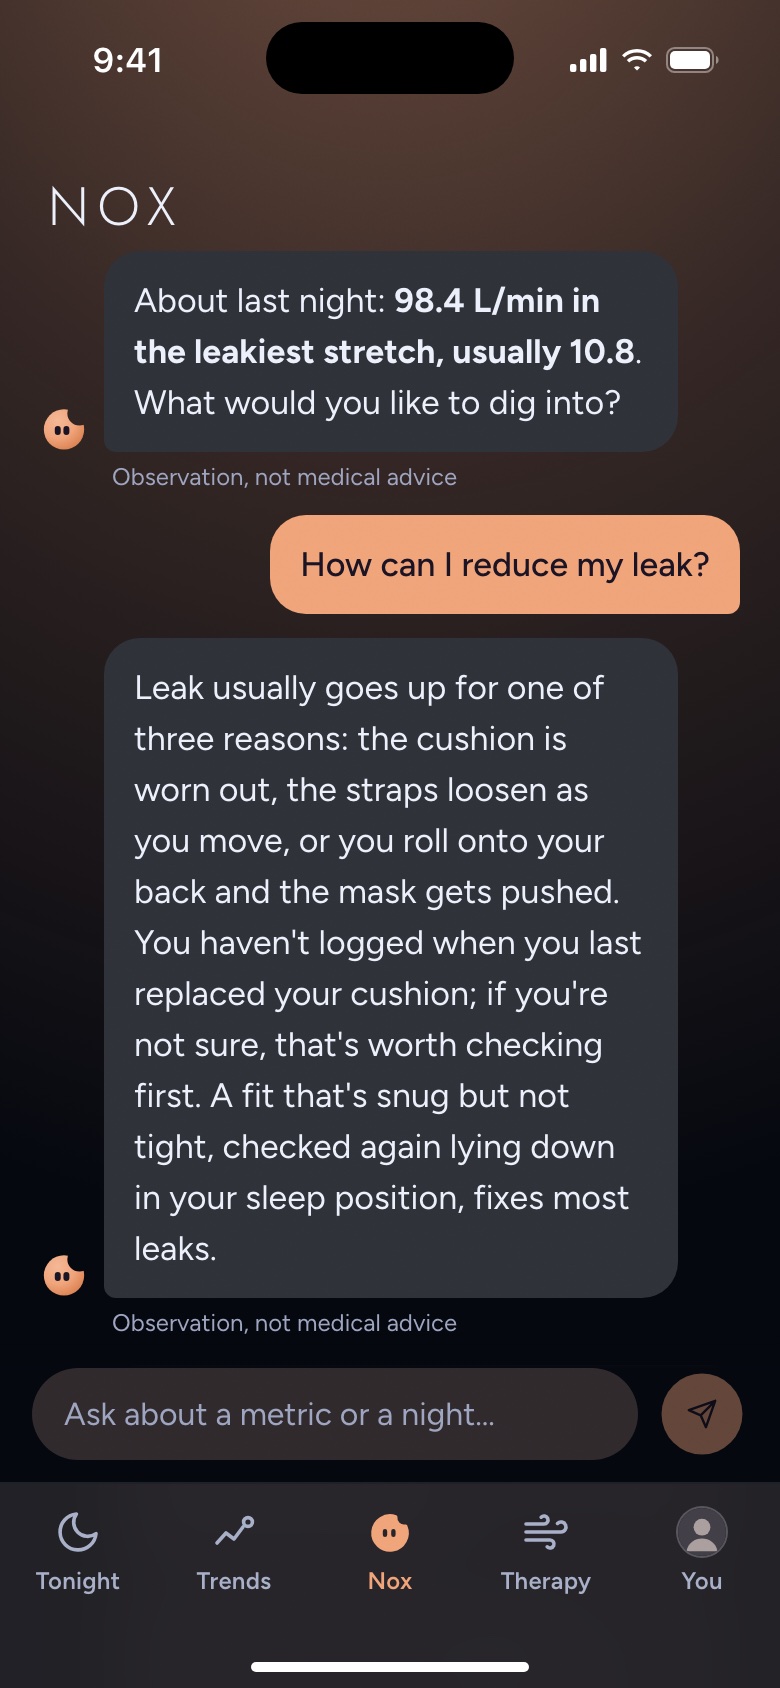 9:41
NOX
About last night: 98.4 L/min in
the leakiest stretch, usually 10.8.
What would you like to dig into?
Observation, not medical advice
How can I reduce my leak?
Leak usually goes up for one of
three reasons: the cushion is
worn out, the straps loosen as
you move, or you roll onto your
back and the mask gets pushed.
You haven't logged when you last
replaced your cushion; if you're
not sure, that's worth checking
first. A fit that's snug but not
tight, checked again lying down
in your sleep position, fixes most
leaks.
Observation, not medical advice
Ask about a metric or a night...
Tonight
Trends
Nox
Therapy
You